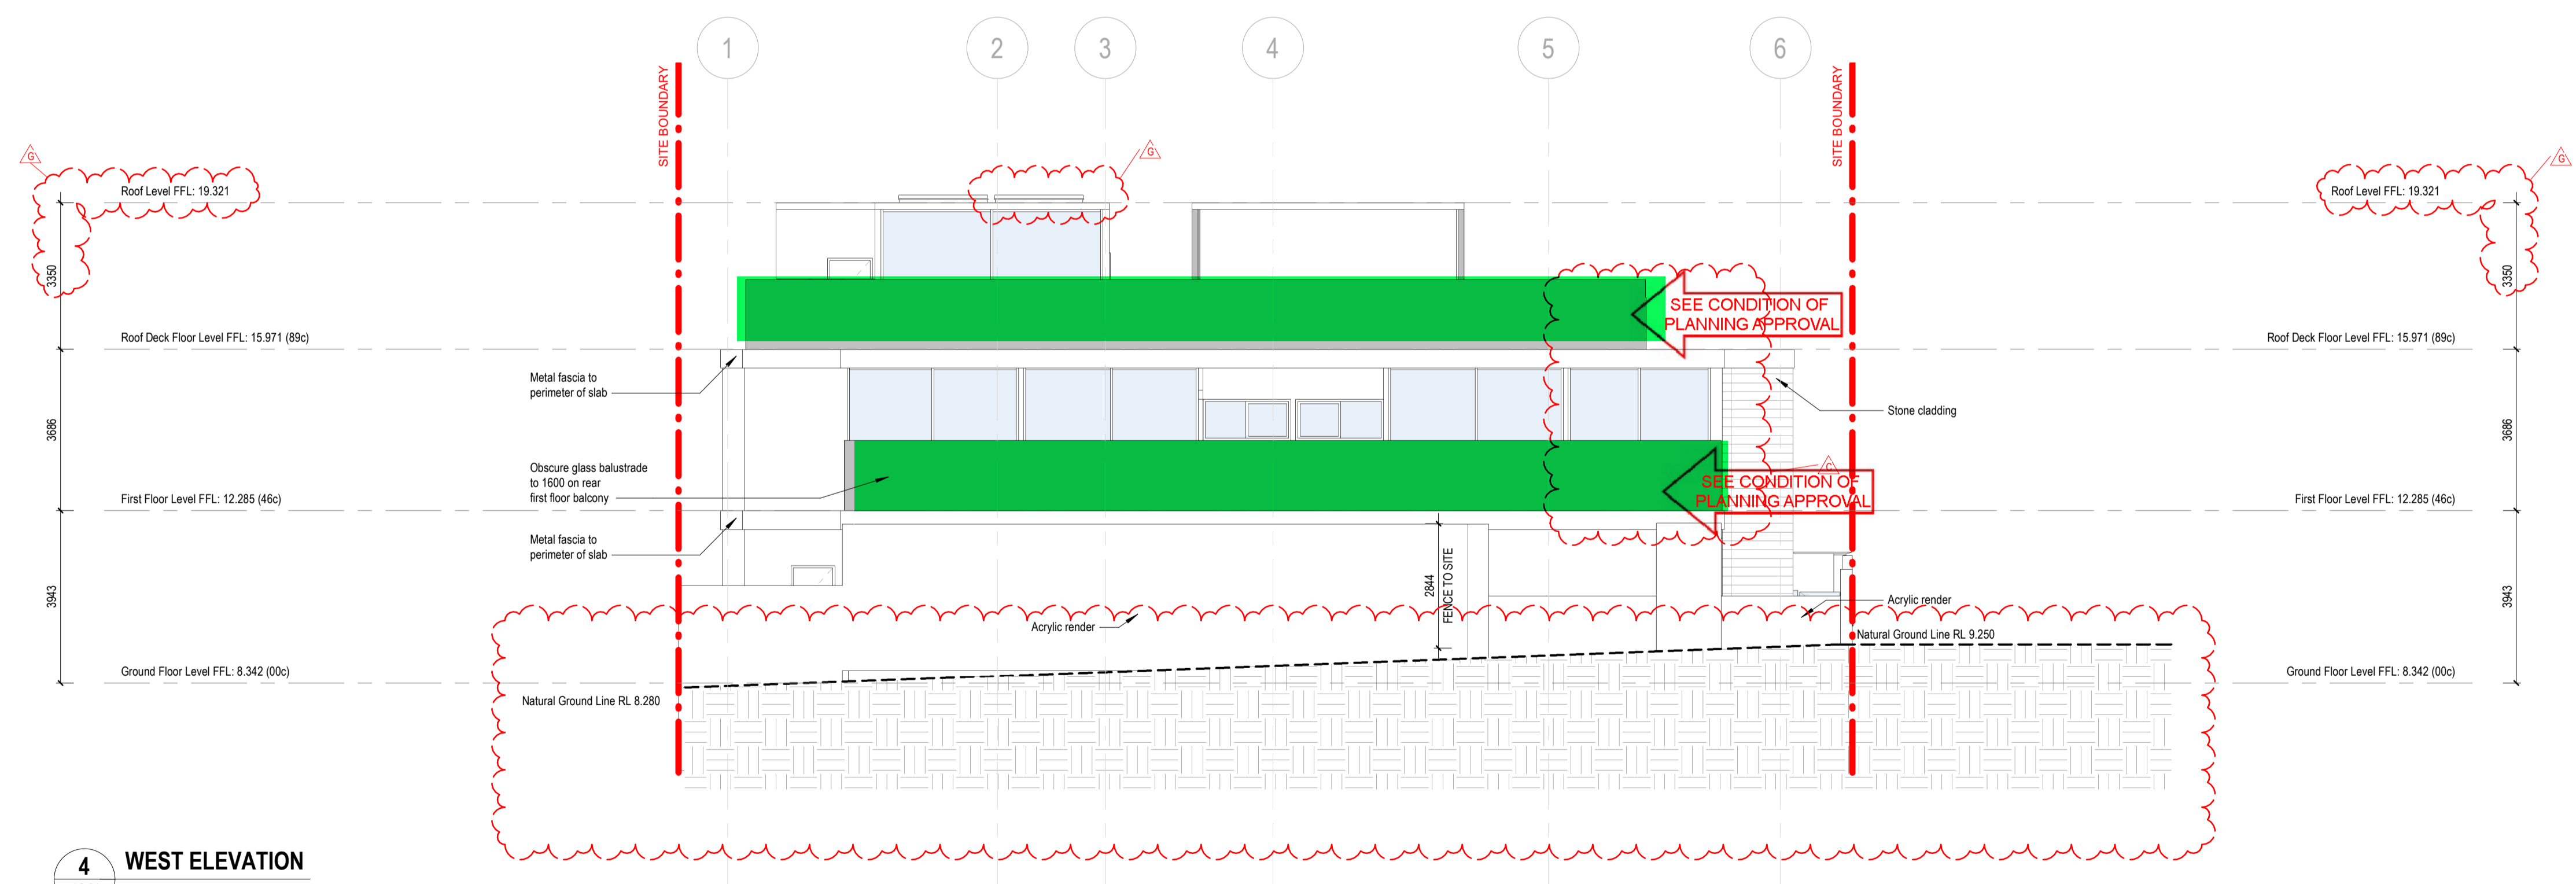 1
2
3
4
5
6
SITE BOUNDARY
SITE BOUNDARY
G
G
G
Roof Level FFL: 19.321
Roof Level FFL: 19.321
3350
3350
SEE CONDITION OF
PLANNING APPROVAL
Roof Deck Floor Level FFL: 15.971 (89c)
Roof Deck Floor Level FFL: 15.971 (89c)
Metal fascia to
perimeter of slab
Stone cladding
3686
3686
Obscure glass balustrade
to 1600 on rear
first floor balcony
C
SEE CONDITION OF
PLANNING APPROVAL
First Floor Level FFL: 12.285 (46c)
First Floor Level FFL: 12.285 (46c)
Metal fascia to
perimeter of slab
2844
FENCE TO SITE
3943
3943
Acrylic render
Acrylic render
Natural Ground Line RL 9.250
Ground Floor Level FFL: 8.342 (00c)
Ground Floor Level FFL: 8.342 (00c)
Natural Ground Line RL 8.280
4
WEST ELEVATION